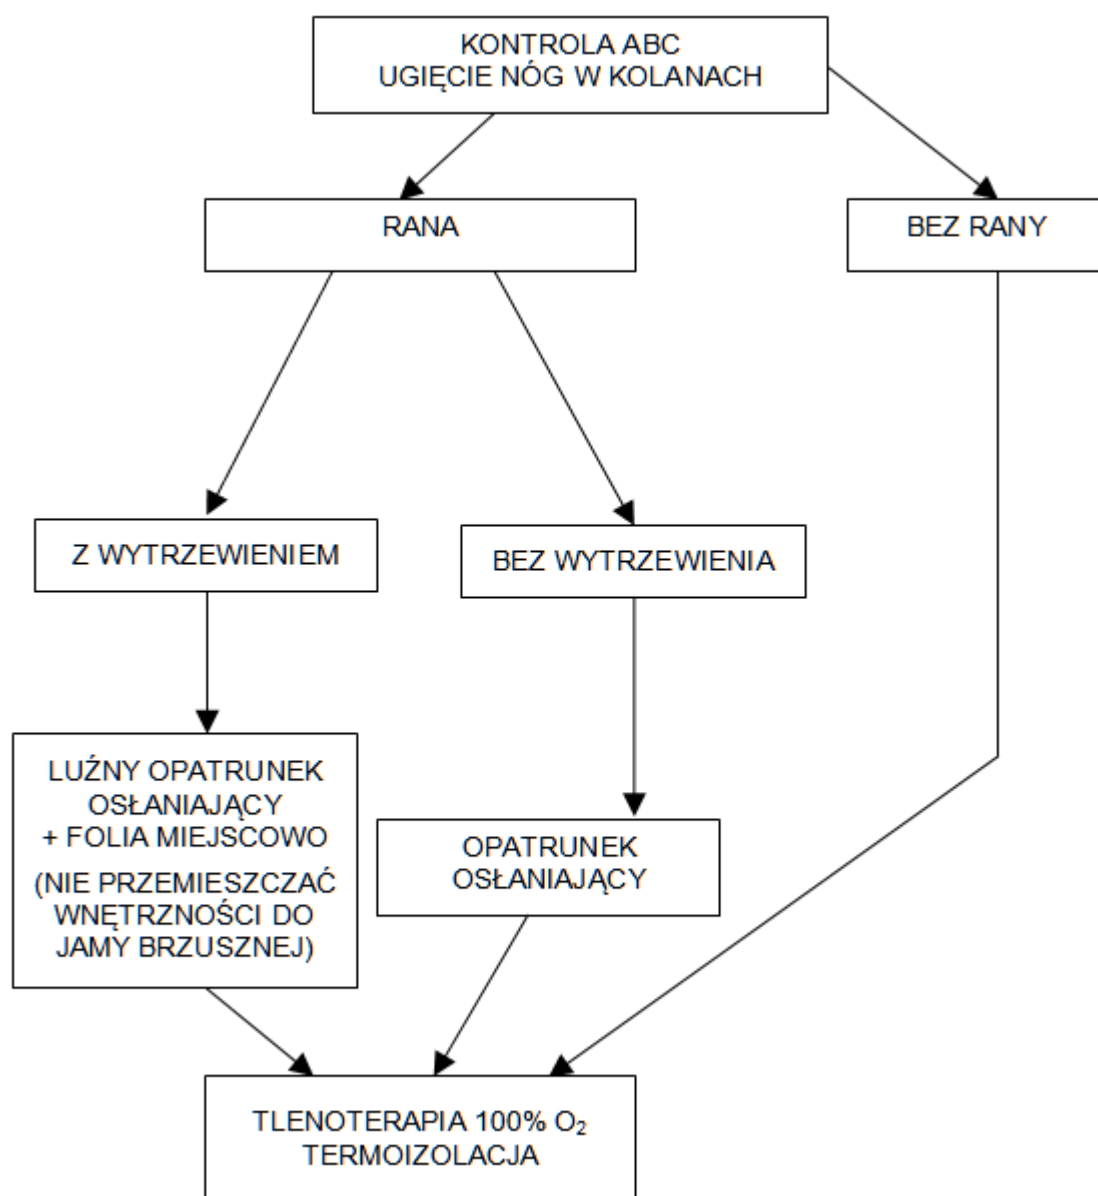 KONTROLA ABC
UGIĘCIE NÓG W KOLANACH
RANA
BEZ RANY
Z WYTRZEWIENIEM
BEZ WYTRZEWIENIA
LUŹNY OPATRUNEK
OSŁANIAJĄCY
+ FOLIA MIEJSCOWO
(NIE PRZEMIESZCZAĆ
WNĘTRZNOŚCI DO
JAMY BRZUSZNEJ)
OPATRUNEK
OSŁANIAJĄCY
TLENOTERAPIA 100% O₂
TERMOIZOLACJA